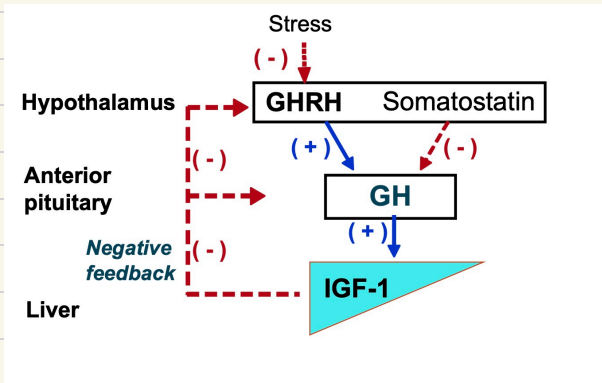 Stress
( - )
Hypothalamus
GHRH Somatostatin
( + )
( - )
( - )
Anterior
pituitary
GH
( + )
Negative
feedback
( - )
IGF-1
Liver